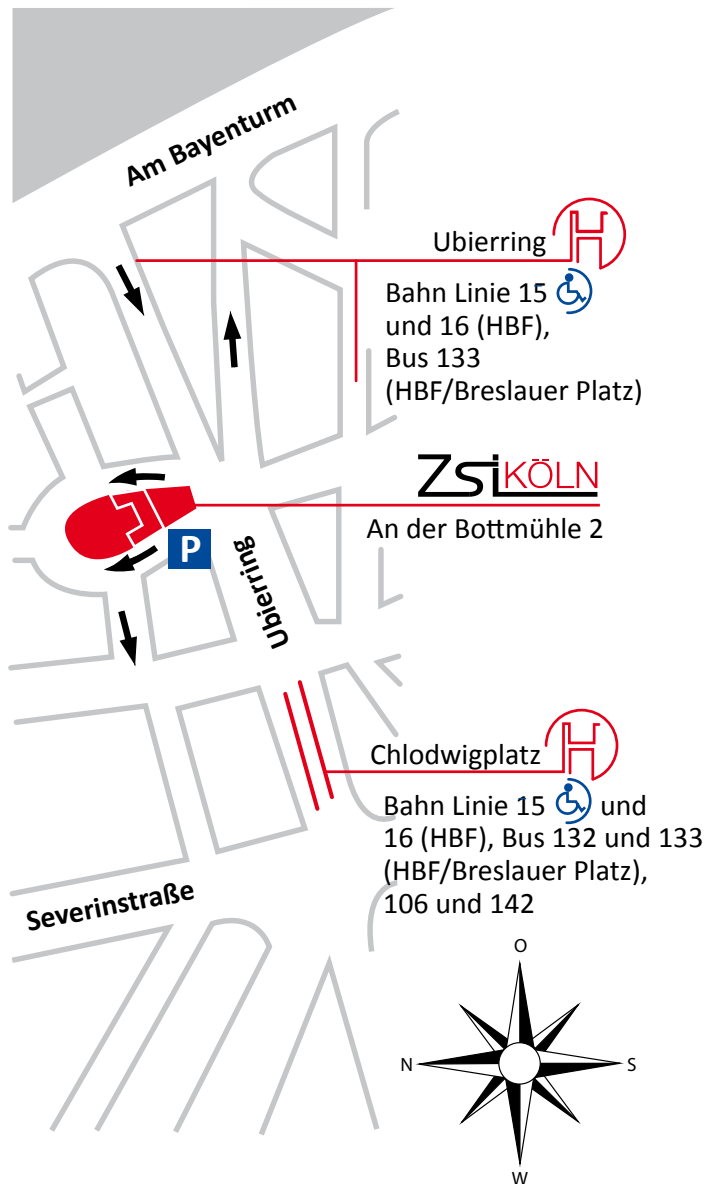 Am Bayenturm
Ubierring
H
Bahn Linie 15
und 16 (HBF),
Bus 133
(HBF/Breslauer Platz)
ZSL KÖLN
An der Bottmühle 2
P
Ubierring
Chlodwigplatz
H
Bahn Linie 15 und
16 (HBF), Bus 132 und 133
(HBF/Breslauer Platz),
106 und 142
Severinstraße
O
N
S
W